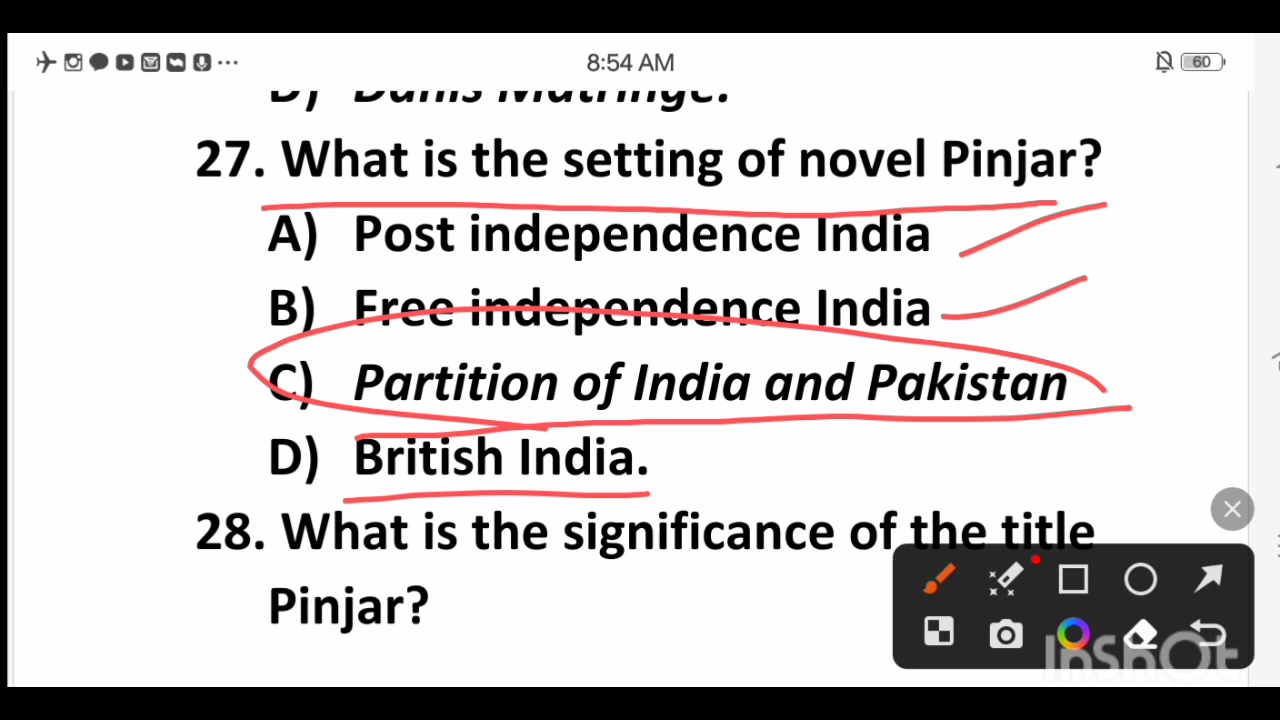 8:54 AM
60
27. What is the setting of novel Pinjar?
A) Post independence India
B) Free independence India
C) Partition of India and Pakistan
D) British India.
28. What is the significance of the title
Pinjar?
InShOt